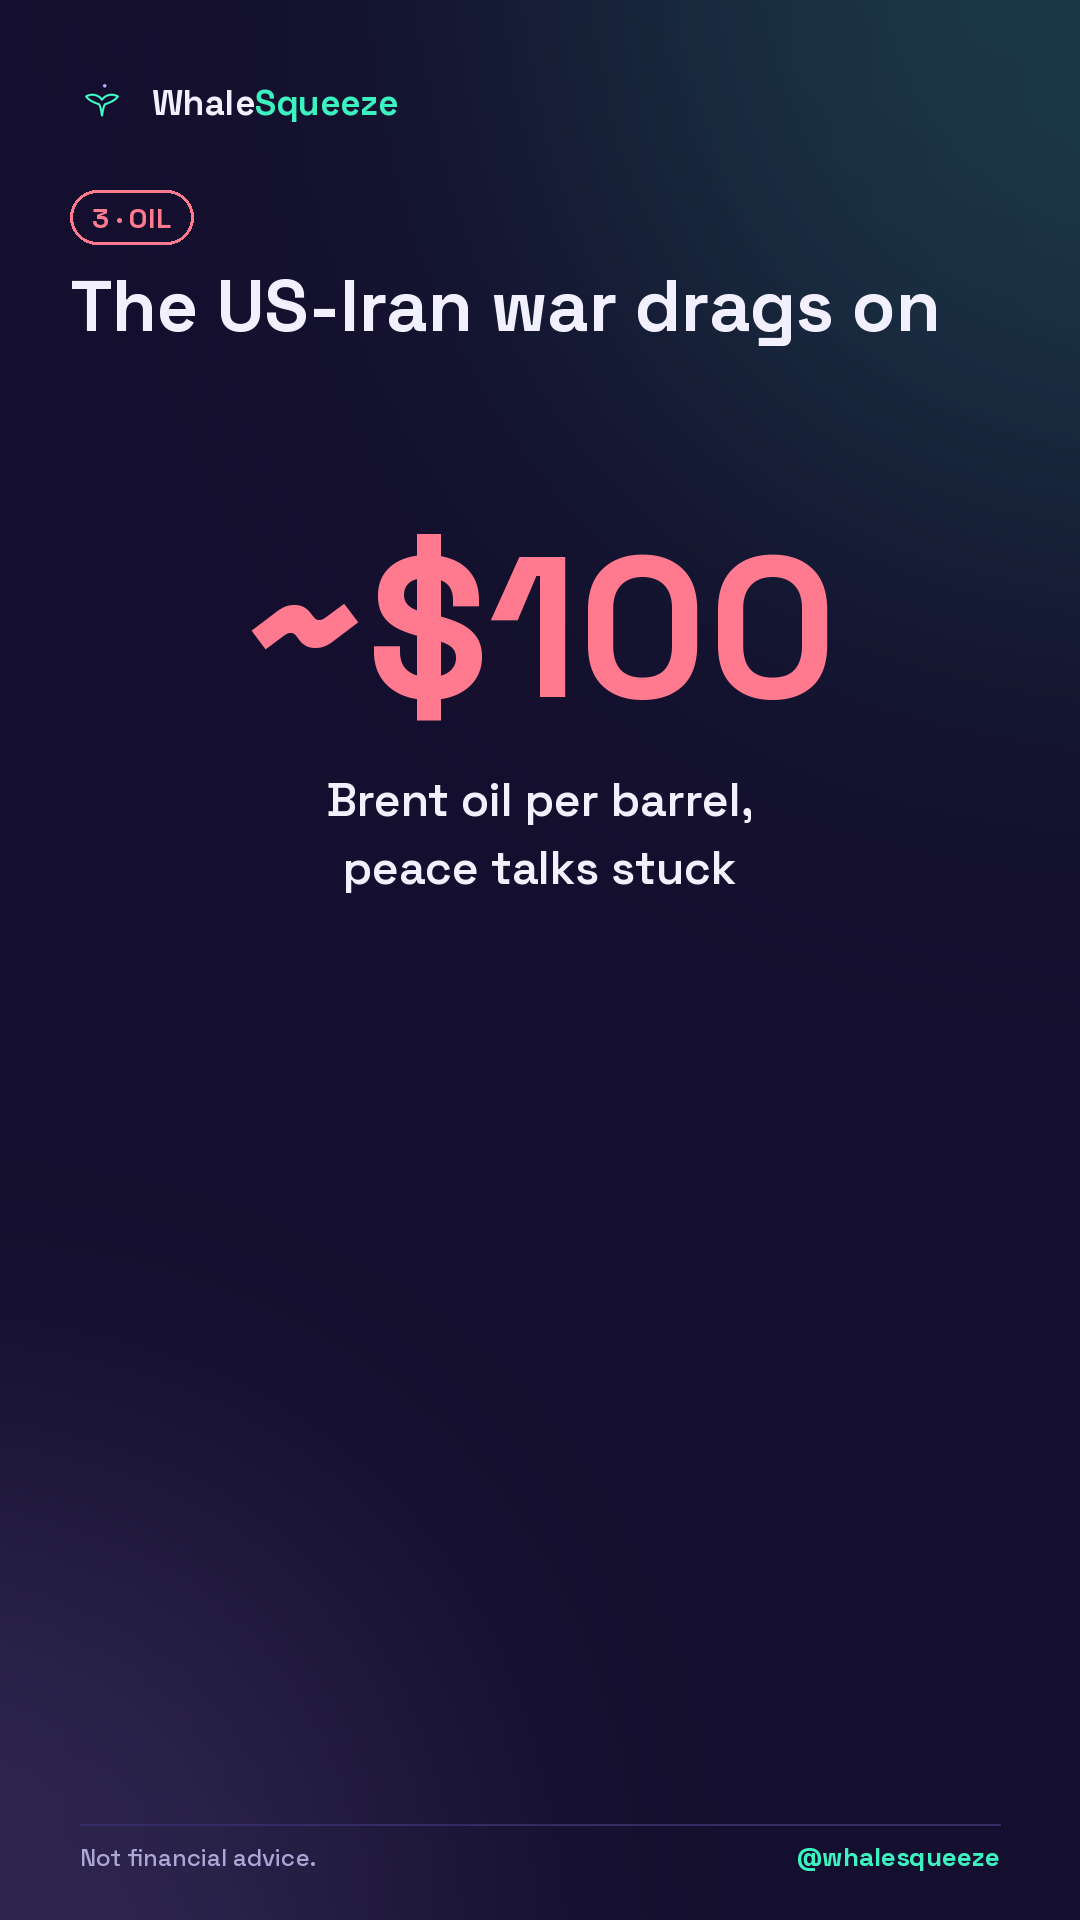 WhaleSqueeze
3 · OIL
The US-Iran war drags on
~$100
Brent oil per barrel,
peace talks stuck
Not financial advice.
@whalesqueeze